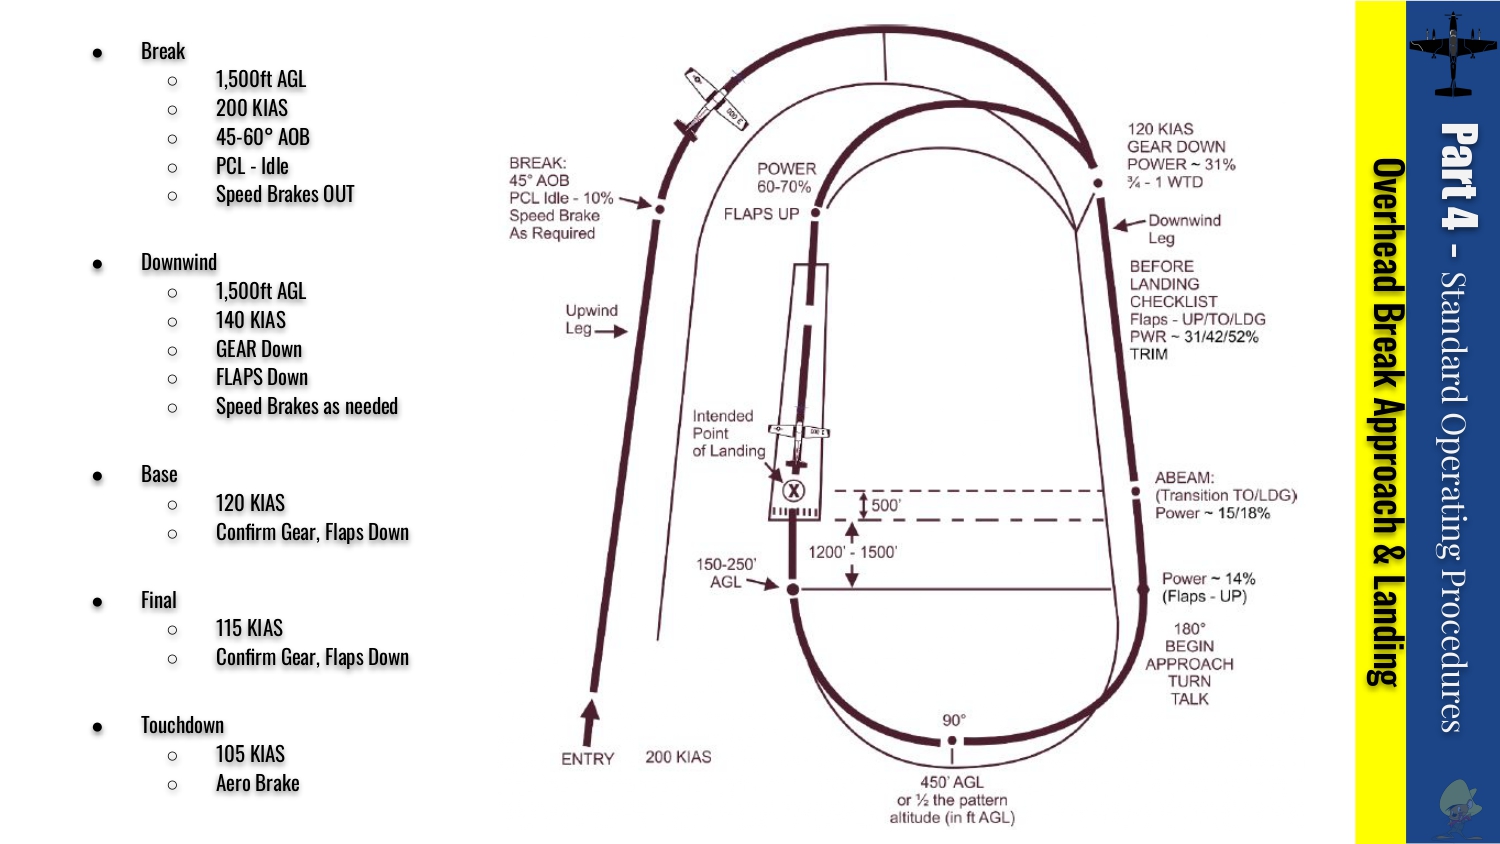 ● Break
○ 1,500ft AGL
○ 200 KIAS
○ 45-60° AOB
○ PCL - Idle
○ Speed Brakes OUT
● Downwind
○ 1,500ft AGL
○ 140 KIAS
○ GEAR Down
○ FLAPS Down
○ Speed Brakes as needed
● Base
○ 120 KIAS
○ Confirm Gear, Flaps Down
● Final
○ 115 KIAS
○ Confirm Gear, Flaps Down
● Touchdown
○ 105 KIAS
○ Aero Brake
BREAK:
45° AOB
PCL Idle - 10%
Speed Brake
As Required
POWER
60-70%
FLAPS UP
120 KIAS
GEAR DOWN
POWER ~ 31%
¾ - 1 WTD
Downwind
Leg
BEFORE
LANDING
CHECKLIST
Flaps - UP/TO/LDG
PWR ~ 31/42/52%
TRIM
Upwind
Leg
Intended
Point
of Landing
X
500'
1200' - 1500'
150-250'
AGL
ABEAM:
(Transition TO/LDG)
Power ~ 15/18%
Power ~ 14%
(Flaps - UP)
180°
BEGIN
APPROACH
TURN
TALK
90°
450' AGL
or ½ the pattern
altitude (in ft AGL)
ENTRY
200 KIAS
Overhead Break Approach & Landing
Part 4 - Standard Operating Procedures